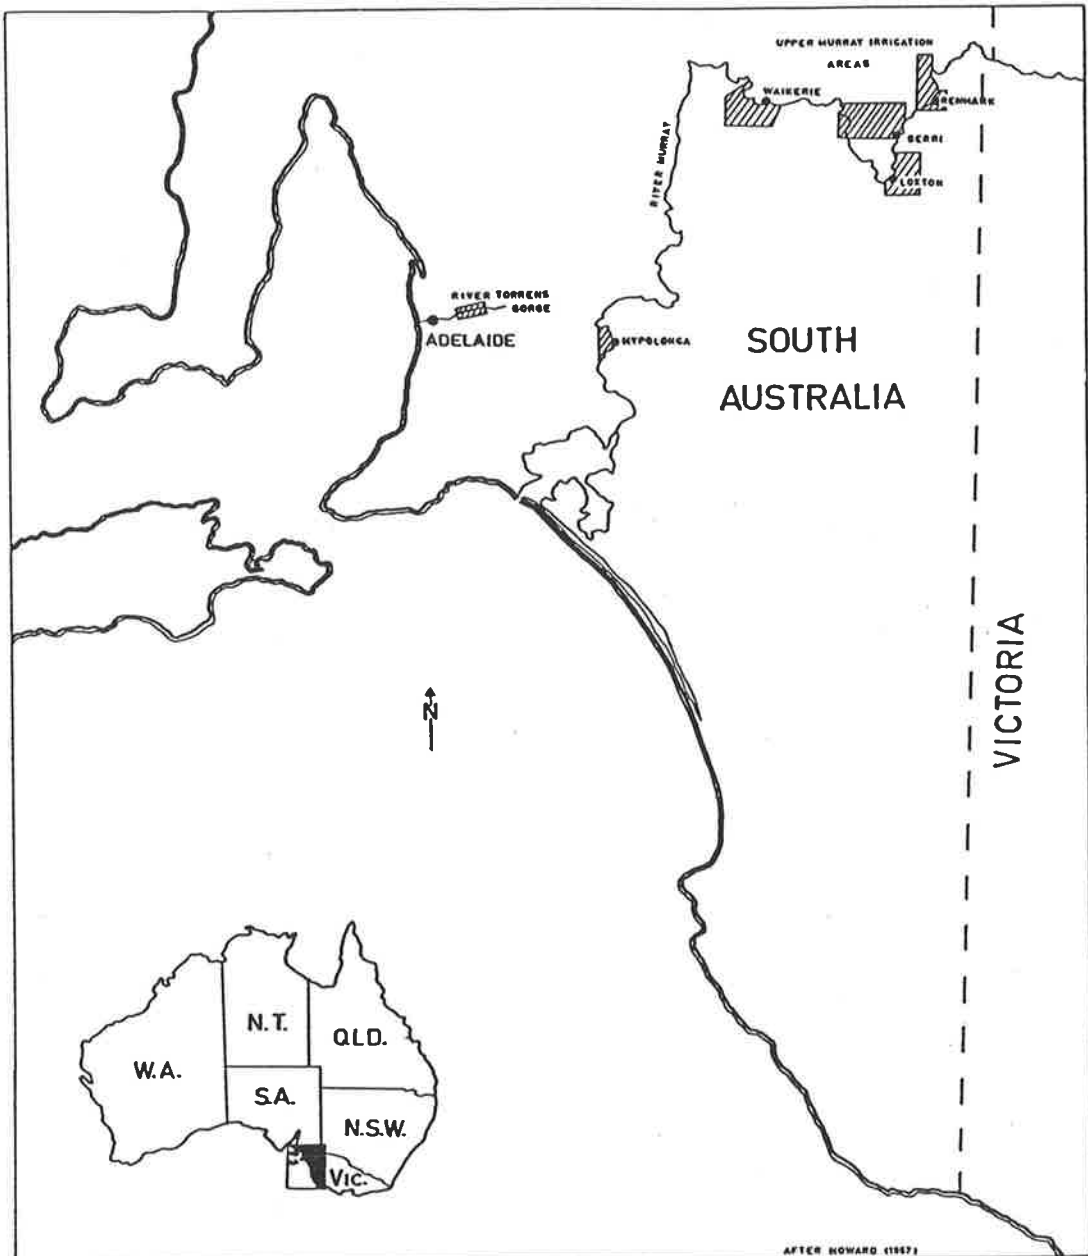 UPPER MURRAY IRRIGATION
AREAS
WAIKERIE
RENMARK
BERRI
LOXTON
RIVER MURRAY
RIVER TORRENS
GORGE
ADELAIDE
MYPOLONGA
SOUTH
AUSTRALIA
VICTORIA
N
N.T.
QLD.
W.A.
S.A.
N.S.W.
VIC.
AFTER HOWARD (1957)